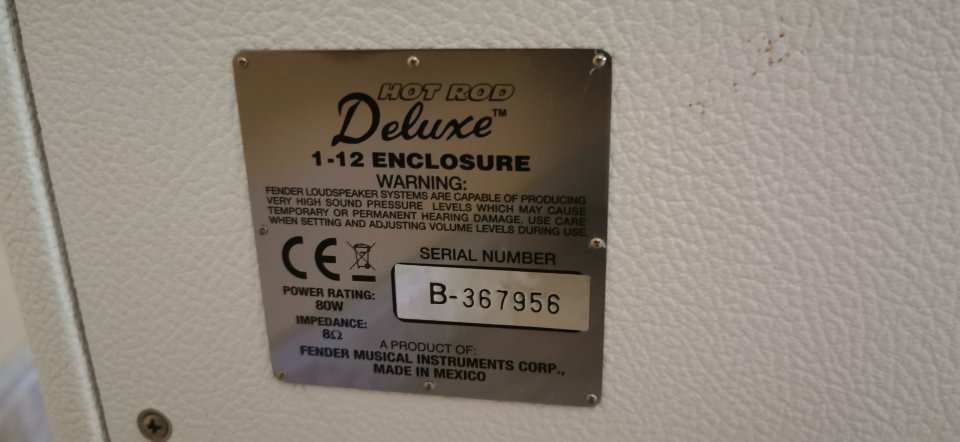 HOT ROD
Deluxe™
1-12 ENCLOSURE
WARNING:
FENDER LOUDSPEAKER SYSTEMS ARE CAPABLE OF PRODUCING
VERY HIGH SOUND PRESSURE LEVELS WHICH MAY CAUSE
TEMPORARY OR PERMANENT HEARING DAMAGE. USE CARE
WHEN SETTING AND ADJUSTING VOLUME LEVELS DURING USE.
CE
SERIAL NUMBER
B-367956
POWER RATING:
80W
IMPEDANCE:
8Ω
A PRODUCT OF:
FENDER MUSICAL INSTRUMENTS CORP.,
MADE IN MEXICO